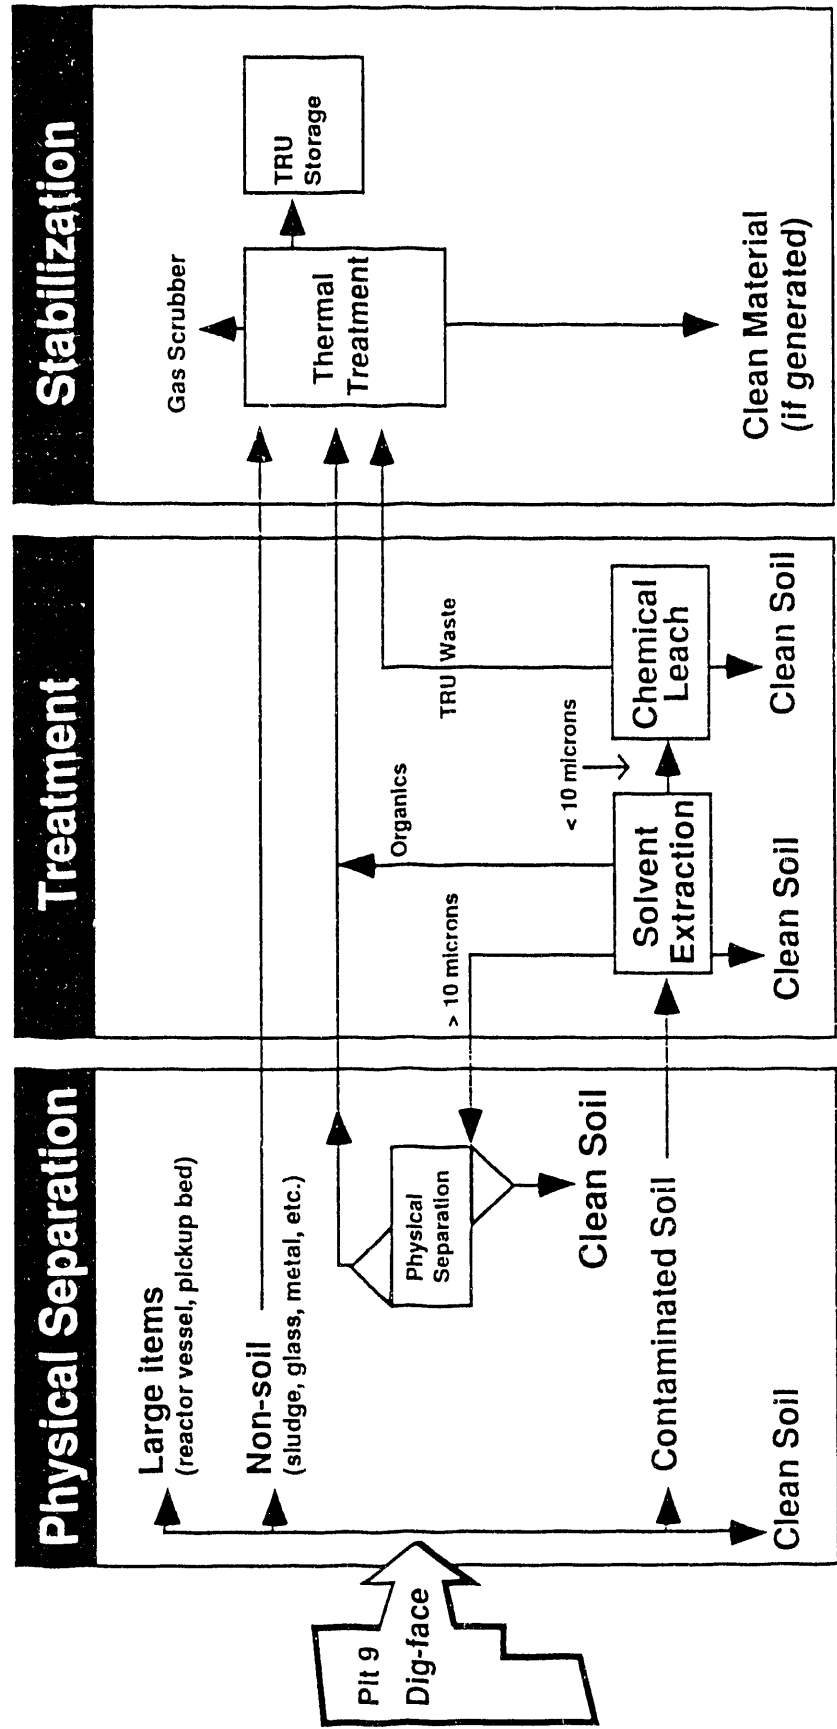 Physical Separation
Treatment
Stabilization
Pit 9
Dig-face
Large items
(reactor vessel, pickup bed)
Non-soil
(sludge, glass, metal, etc.)
Physical
Separation
Clean Soil
Contaminated Soil
Clean Soil
> 10 microns
Organics
< 10 microns
TRU Waste
Solvent
Extraction
Chemical
Leach
Clean Soil
Clean Soil
Gas Scrubber
Thermal
Treatment
TRU
Storage
Clean Material
(if generated)